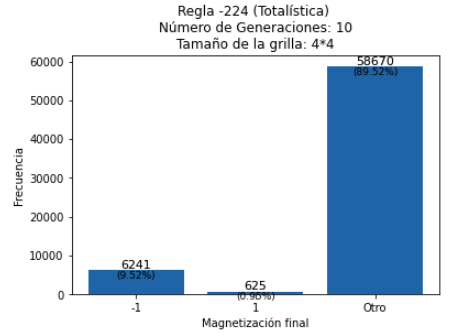 Regla -224 (Totalística)
Número de Generaciones: 10
Tamaño de la grilla: 4*4
60000
50000
40000
30000
20000
10000
0
Frecuencia
6241
(9.52%)
625
(0.95%)
58670
(89.52%)
-1
1
Otro
Magnetización final